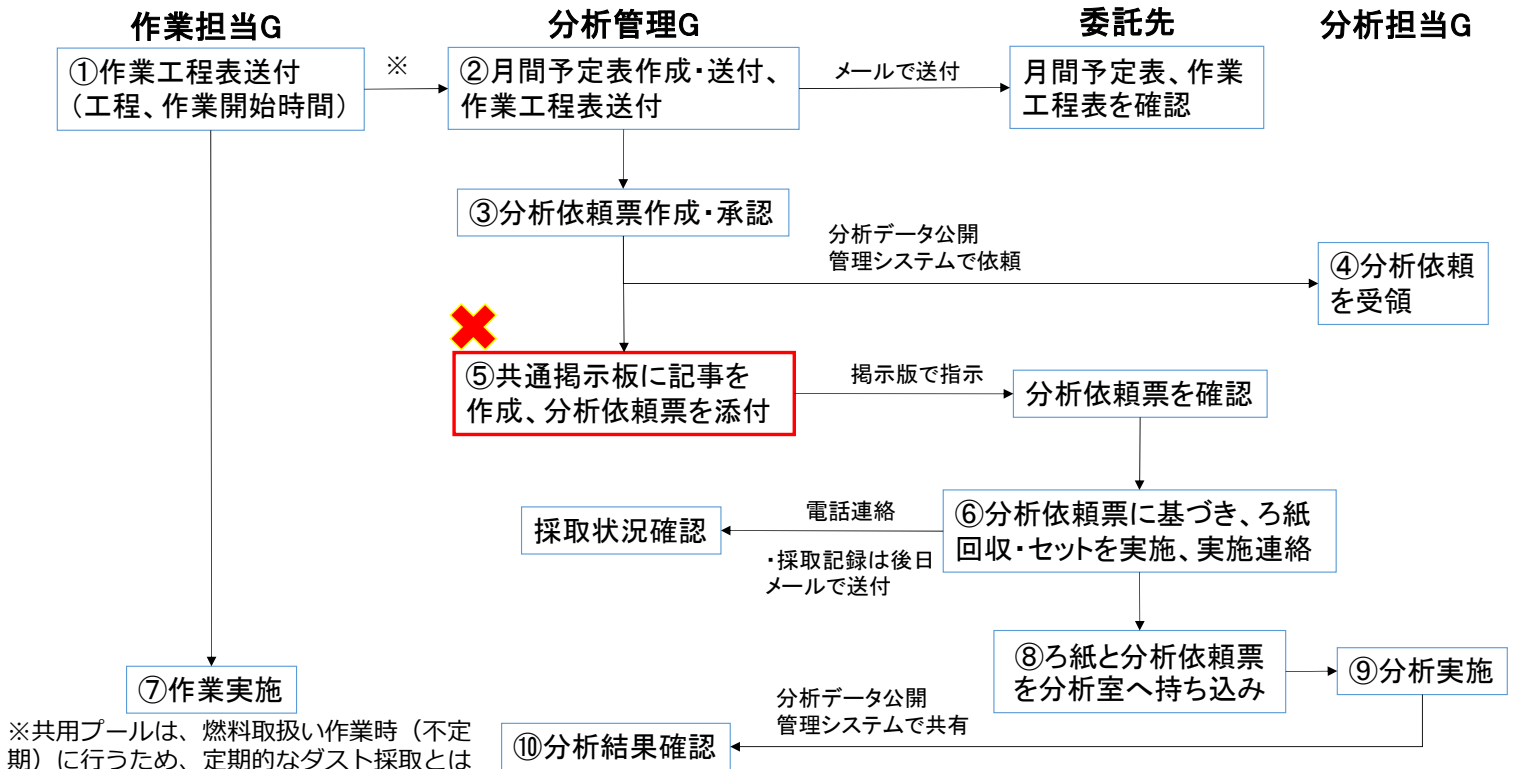 作業担当G
分析管理G
委託先
分析担当G
①作業工程表送付
（工程、作業開始時間）
※
②月間予定表作成・送付、
作業工程表送付
メールで送付
月間予定表、作業
工程表を確認
③分析依頼票作成・承認
分析データ公開
管理システムで依頼
④分析依頼
を受領
⑤共通掲示板に記事を
作成、分析依頼票を添付
掲示版で指示
分析依頼票を確認
採取状況確認
電話連絡
・採取記録は後日
メールで送付
⑥分析依頼票に基づき、ろ紙
回収・セットを実施、実施連絡
⑦作業実施
⑧ろ紙と分析依頼票
を分析室へ持ち込み
⑨分析実施
分析データ公開
管理システムで共有
⑩分析結果確認
※共用プールは、燃料取扱い作業時（不定
期）に行うため、定期的なダスト採取とは